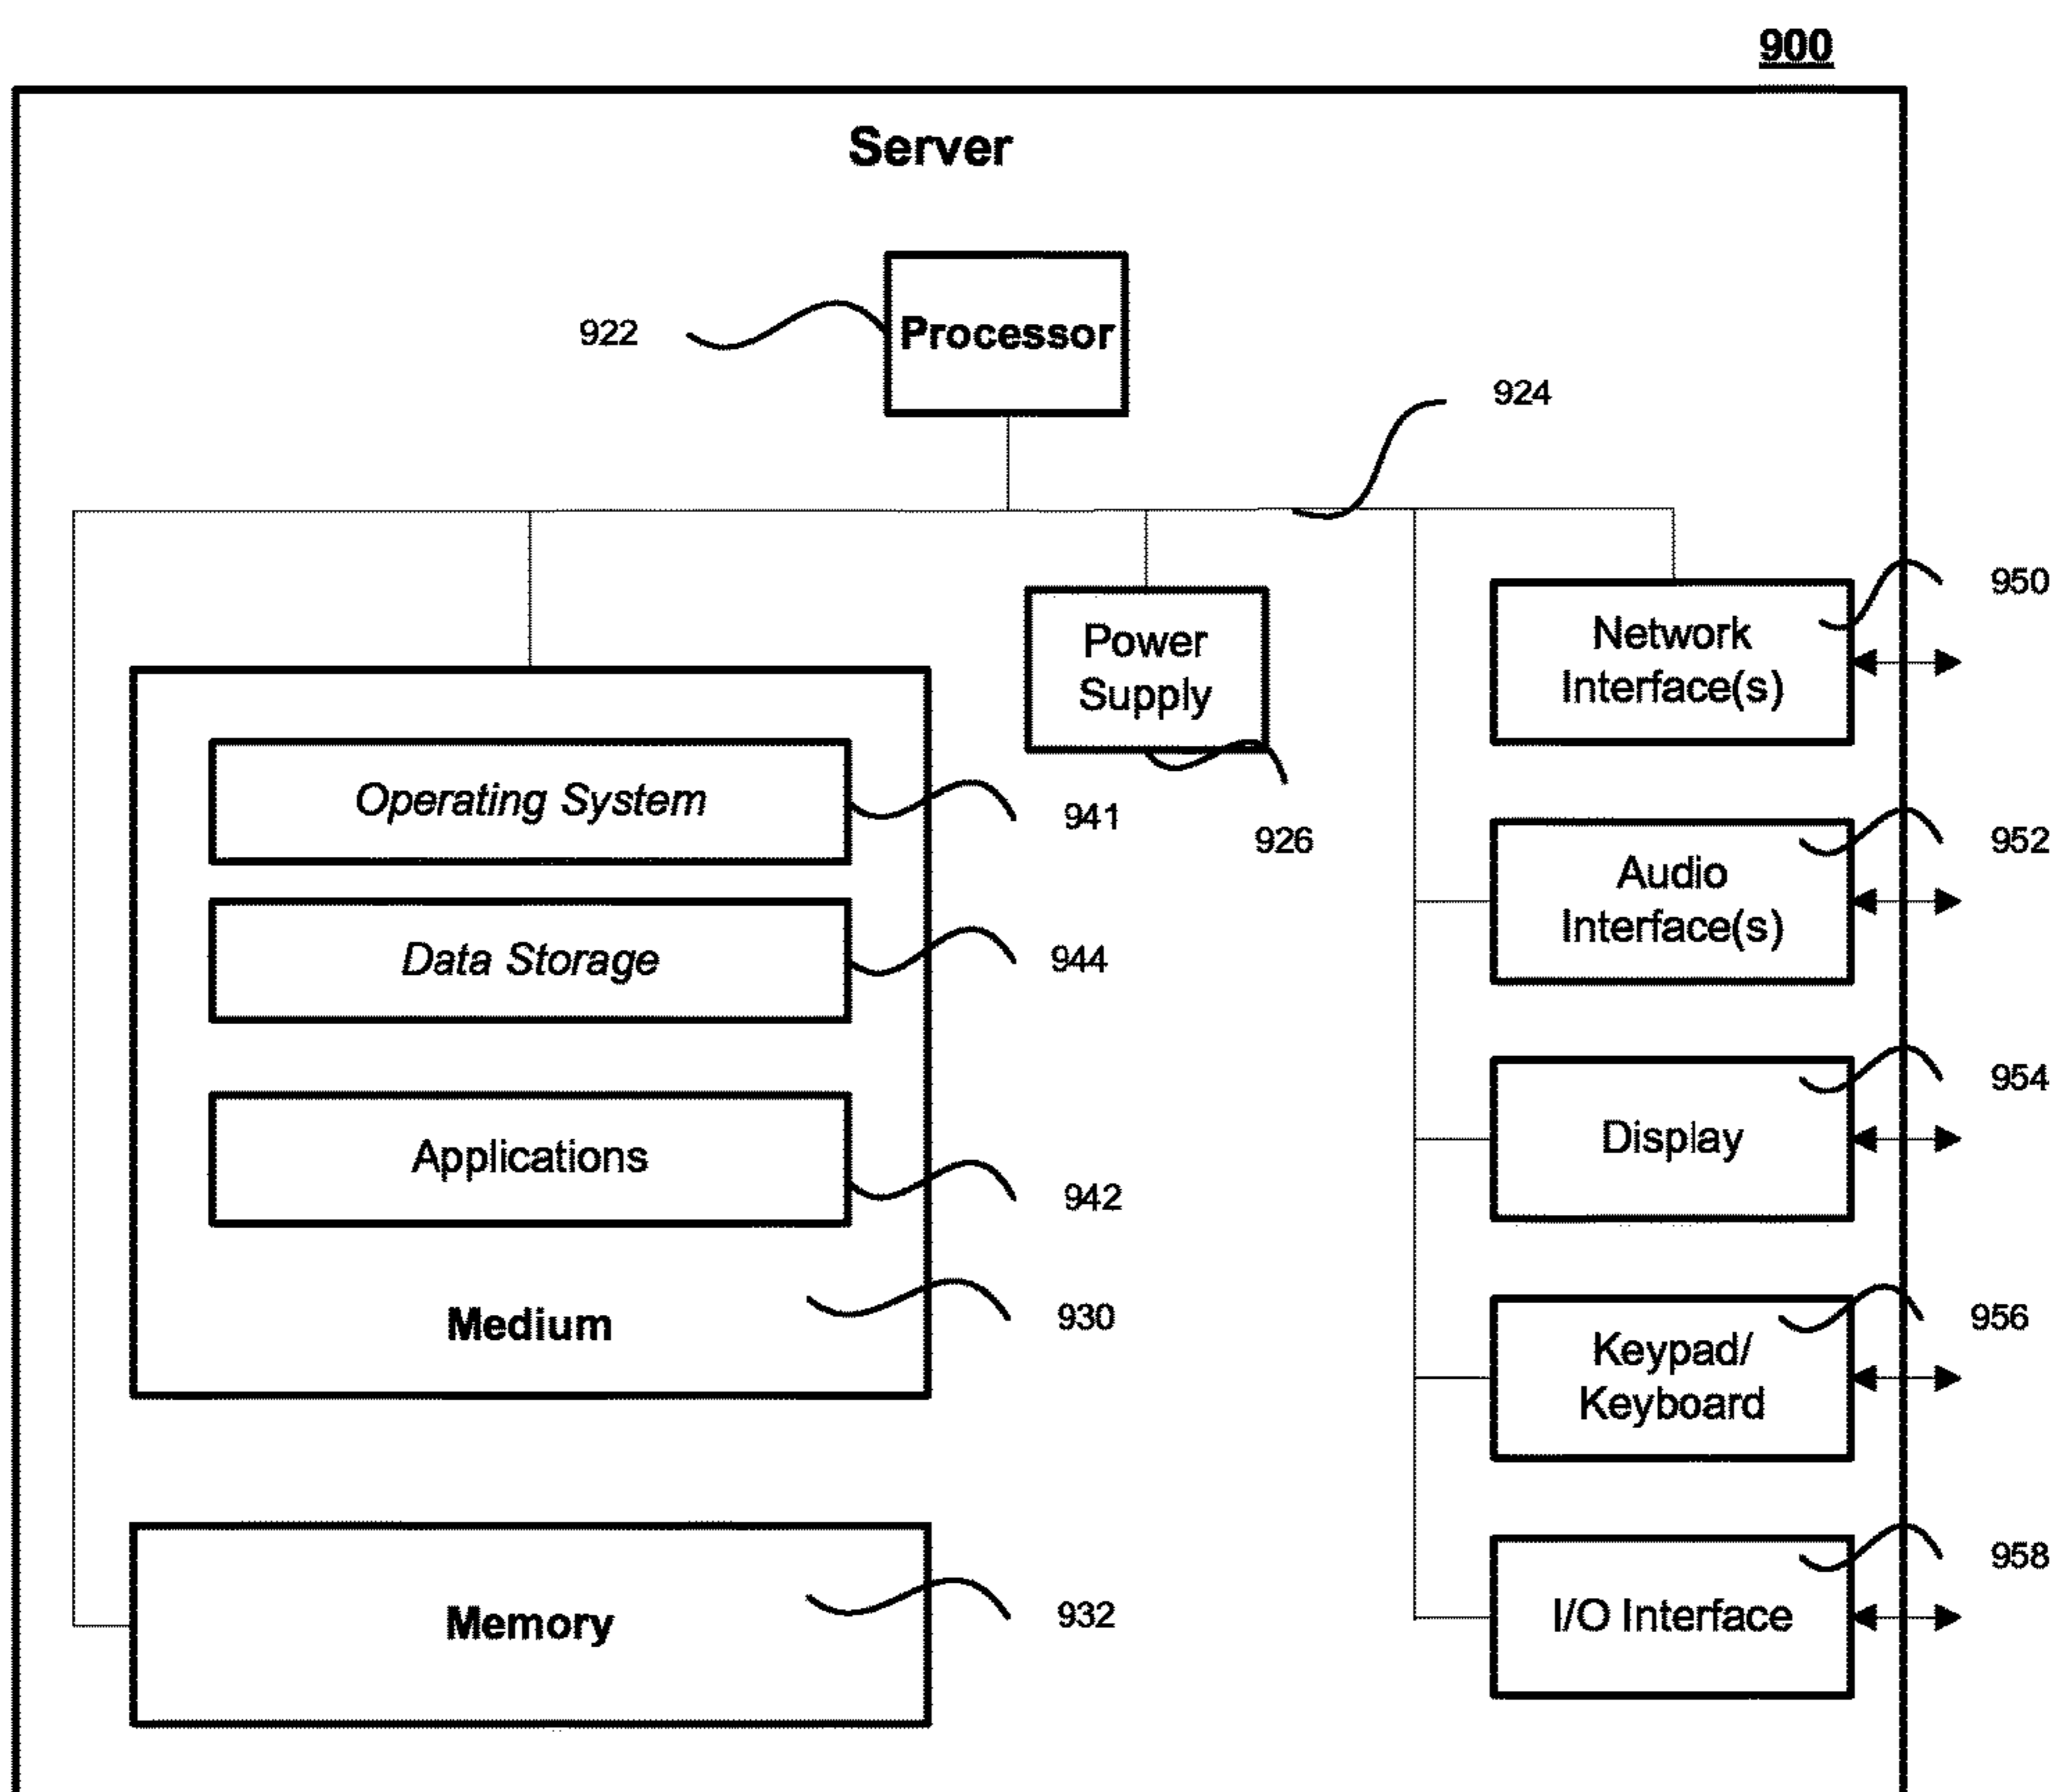 900
Server
922
Processor
924
950
Network
Interface(s)
Power
Supply
926
Operating System
941
952
Audio
Interface(s)
Data Storage
944
954
Display
Applications
942
956
Keypad/
Keyboard
Medium
930
958
I/O Interface
Memory
932